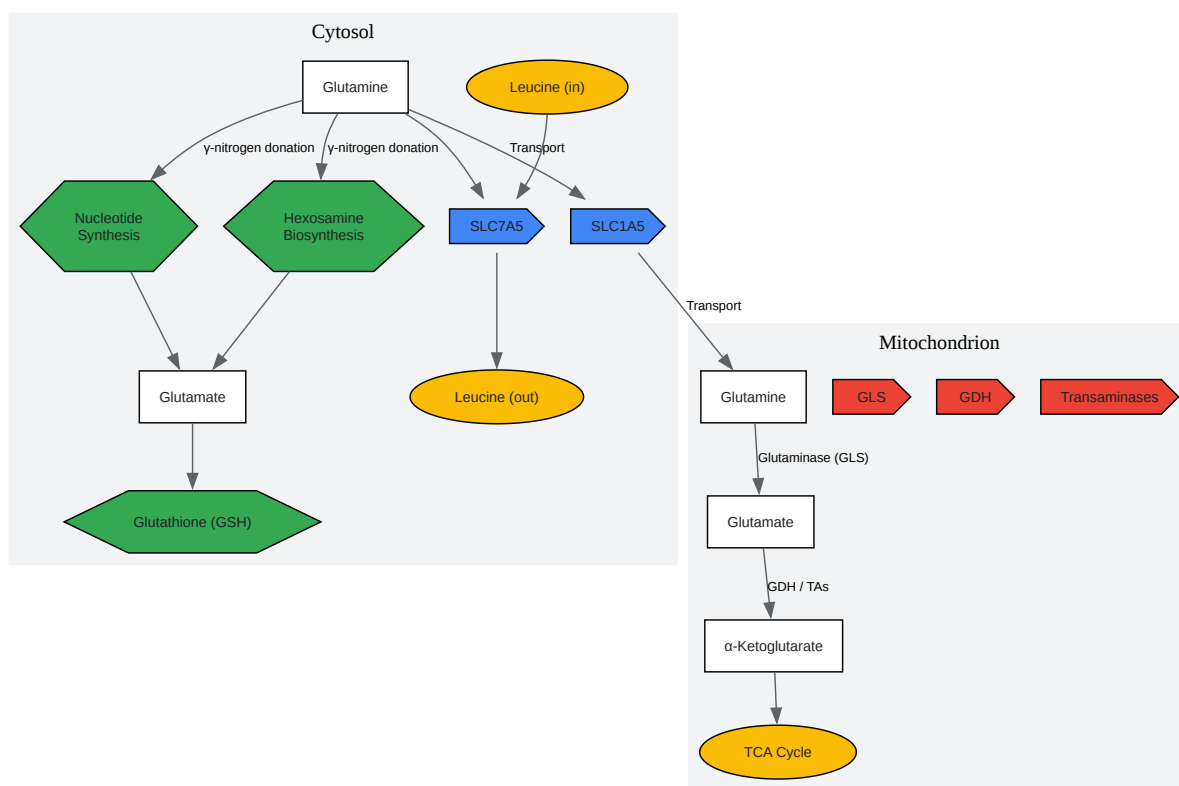 Cytosol
Glutamine
Leucine (in)
γ-nitrogen donation
γ-nitrogen donation
Transport
Nucleotide
Synthesis
Hexosamine
Biosynthesis
SLC7A5
SLC1A5
Transport
Mitochondrion
Glutamate
Leucine (out)
Glutamine
GLS
GDH
Transaminases
Glutaminase (GLS)
Glutathione (GSH)
Glutamate
GDH / TAs
α-Ketoglutarate
TCA Cycle